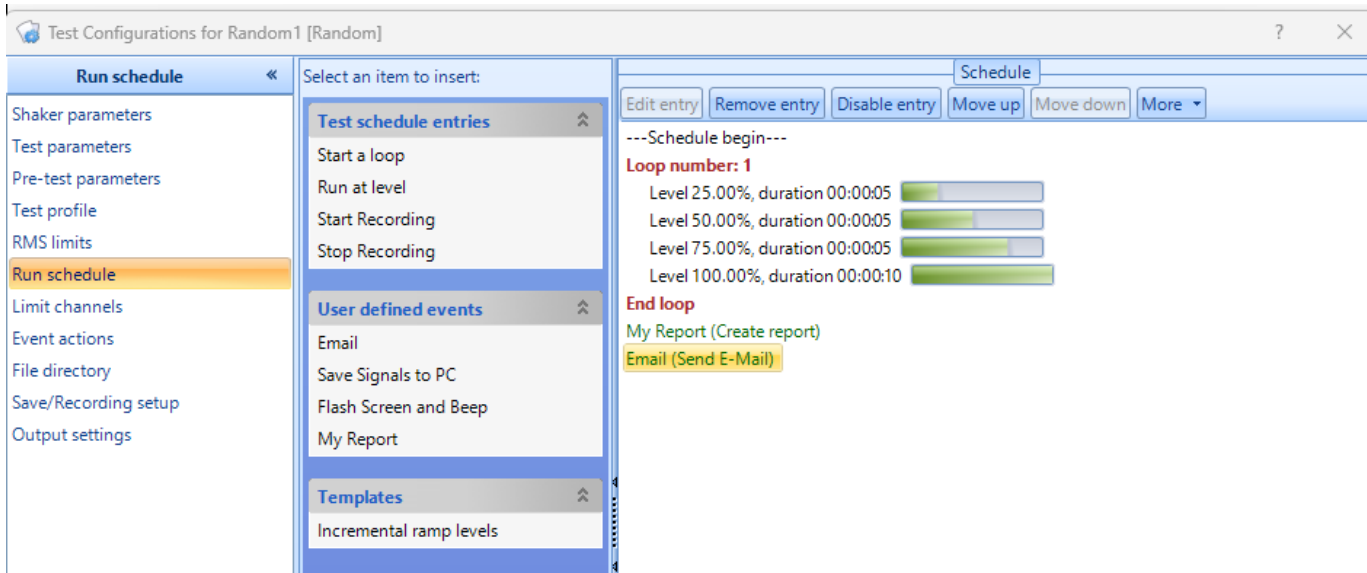 Test Configurations for Random1 [Random]
Run schedule
Shaker parameters
Test parameters
Pre-test parameters
Test profile
RMS limits
Run schedule
Limit channels
Event actions
File directory
Save/Recording setup
Output settings
Select an item to insert:
Test schedule entries
Start a loop
Run at level
Start Recording
Stop Recording
User defined events
Email
Save Signals to PC
Flash Screen and Beep
My Report
Templates
Incremental ramp levels
Schedule
Edit entry Remove entry Disable entry Move up Move down More
---Schedule begin---
Loop number: 1
Level 25.00%, duration 00:00:05
Level 50.00%, duration 00:00:05
Level 75.00%, duration 00:00:05
Level 100.00%, duration 00:00:10
End loop
My Report (Create report)
Email (Send E-Mail)